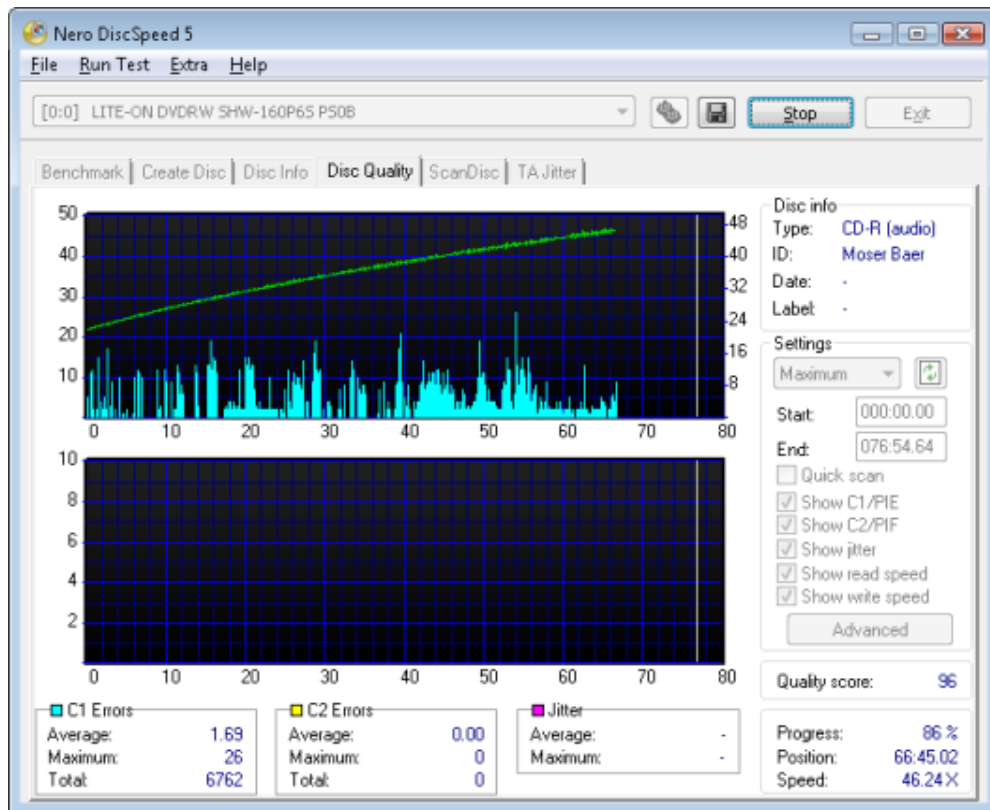 Nero DiscSpeed 5
File Run Test Extra Help
[0:0] LITE-ON DVDRW SHW-160P6S PS0B
Stop Exit
Benchmark Create Disc Disc Info Disc Quality ScanDisc TA Jitter
50
40
30
20
10
48
40
32
24
16
8
0 10 20 30 40 50 60 70 80
10
8
6
4
2
0 10 20 30 40 50 60 70 80
C1 Errors
Average: 1.69
Maximum: 26
Total: 6762
C2 Errors
Average: 0.00
Maximum: 0
Total: 0
Jitter
Average: -
Maximum: -
Disc info
Type: CD-R (audio)
ID: Moser Baer
Date: -
Label: -
Settings
Maximum
Start: 000:00.00
End: 076:54.64
Quick scan
Show C1/PIE
Show C2/PIF
Show jitter
Show read speed
Show write speed
Advanced
Quality score: 96
Progress: 86 %
Position: 66:45.02
Speed: 46.24 X